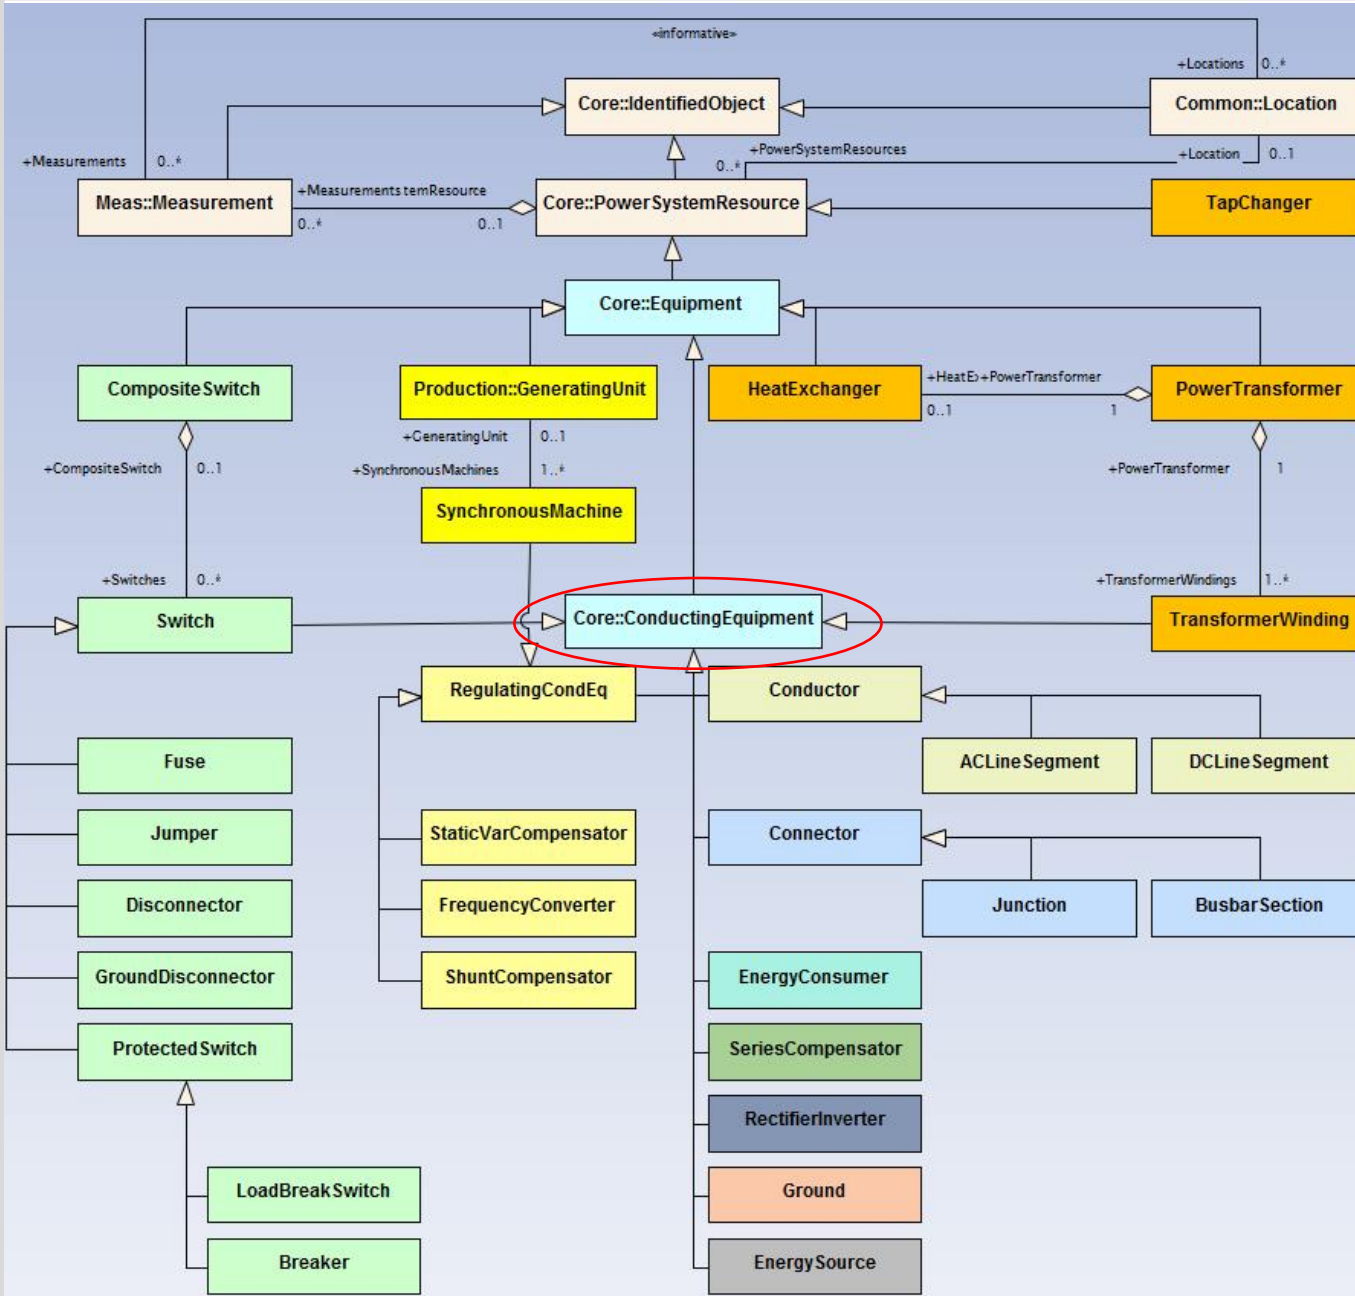 «informative»
+Locations 0..*
Core::IdentifiedObject
Common::Location
+Measurements 0..*
+PowerSystemResources
0..*
+Location 0..1
Meas::Measurement
+Measurements temResource
0..* 0..1
Core::PowerSystemResource
TapChanger
Core::Equipment
CompositeSwitch
Production::GeneratingUnit
HeatExchanger
+HeatE>+PowerTransformer
0..1 1
PowerTransformer
+GeneratingUnit 0..1
+CompositeSwitch 0..1
+SynchronousMachines 1..*
+PowerTransformer 1
SynchronousMachine
+Switches 0..*
+TransformerWindings 1..*
Switch
Core::ConductingEquipment
TransformerWinding
RegulatingCondEq
Conductor
Fuse
ACLineSegment
DCLineSegment
Jumper
StaticVarCompensator
Connector
Disconnector
FrequencyConverter
Junction
BusbarSection
GroundDisconnector
ShuntCompensator
EnergyConsumer
ProtectedSwitch
SeriesCompensator
RectifierInverter
LoadBreakSwitch
Ground
Breaker
EnergySource